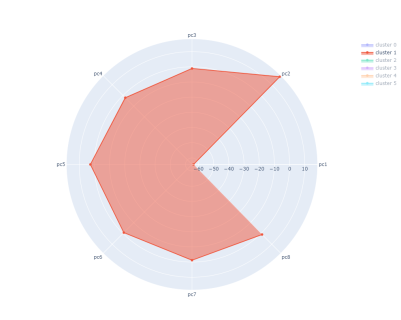 pc3
pc4
pc2
pc5
−60 −50 −40 −30 −20 −10 0 10
pc1
pc6
pc8
pc7
cluster 0
cluster 1
cluster 2
cluster 3
cluster 4
cluster 5